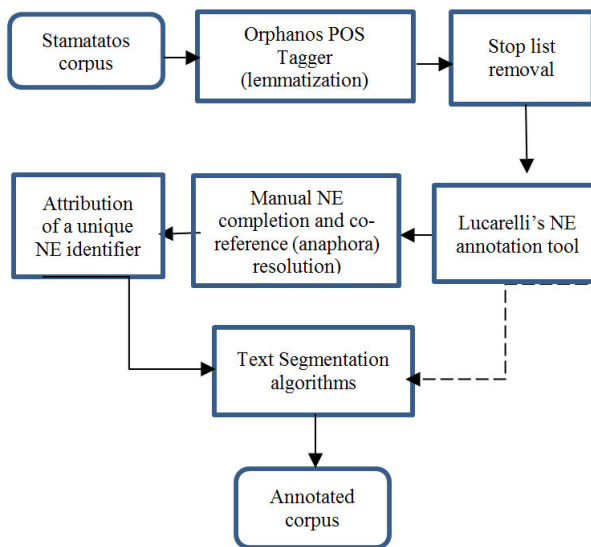 Stamatatos
corpus
Orphanos POS
Tagger
(lemmatization)
Stop list
removal
Attribution
of a unique
NE identifier
Manual NE
completion and co-
reference (anaphora)
resolution)
Lucarelli’s NE
annotation tool
Text Segmentation
algorithms
Annotated
corpus